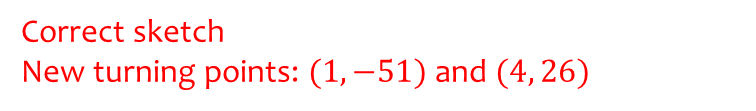 Correct sketch
New turning points: (1, −51) and (4, 26)